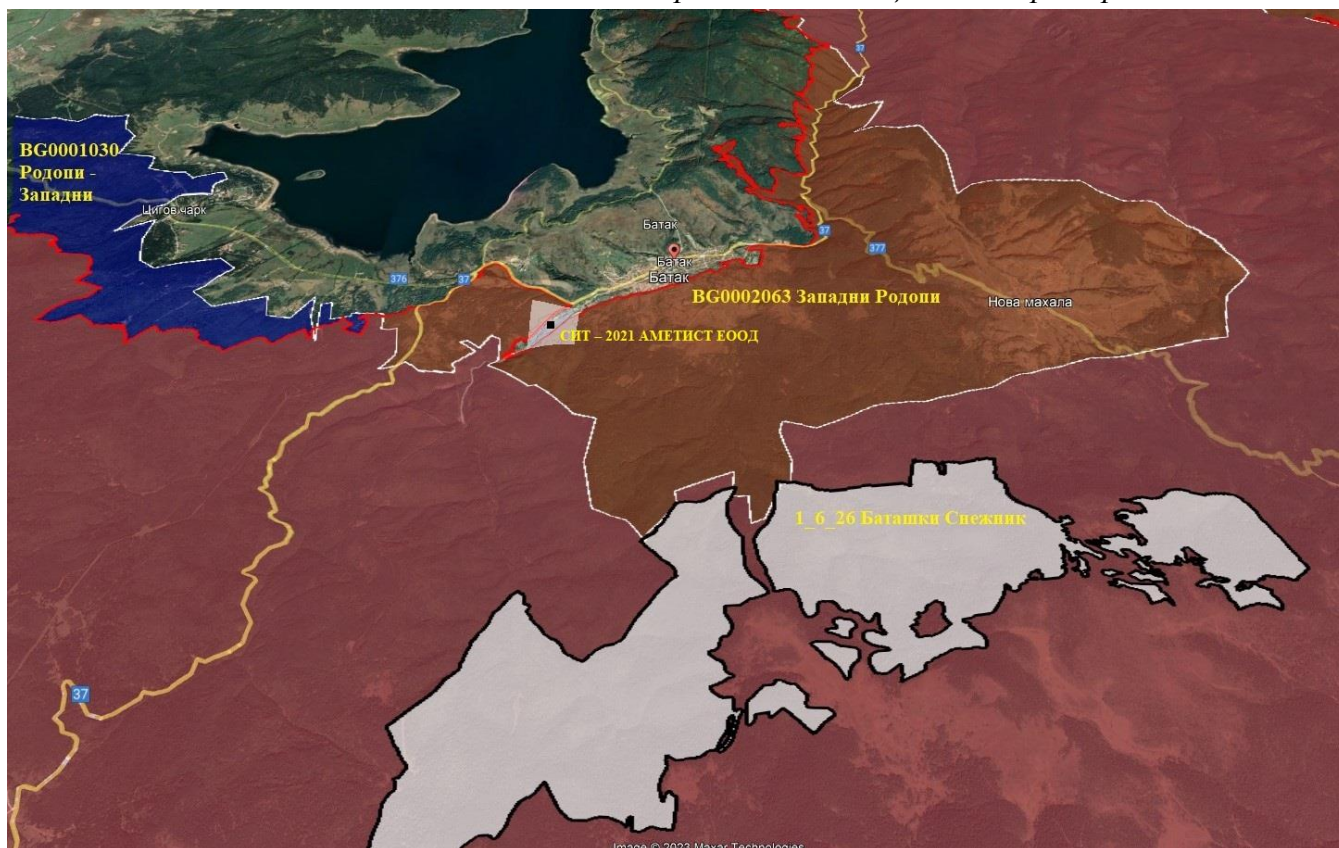 37
BG0001030
Родопи -
Западни
Цигов чарк
Батак
37
376
37
Батак
Батак
377
BG0002063 Западни Родопи
Нова махала
СИТ – 2021 АМЕТИСТ ЕООД
1_6_26 Баташки Снежник
37
Image © 2023 Maxar Technologies